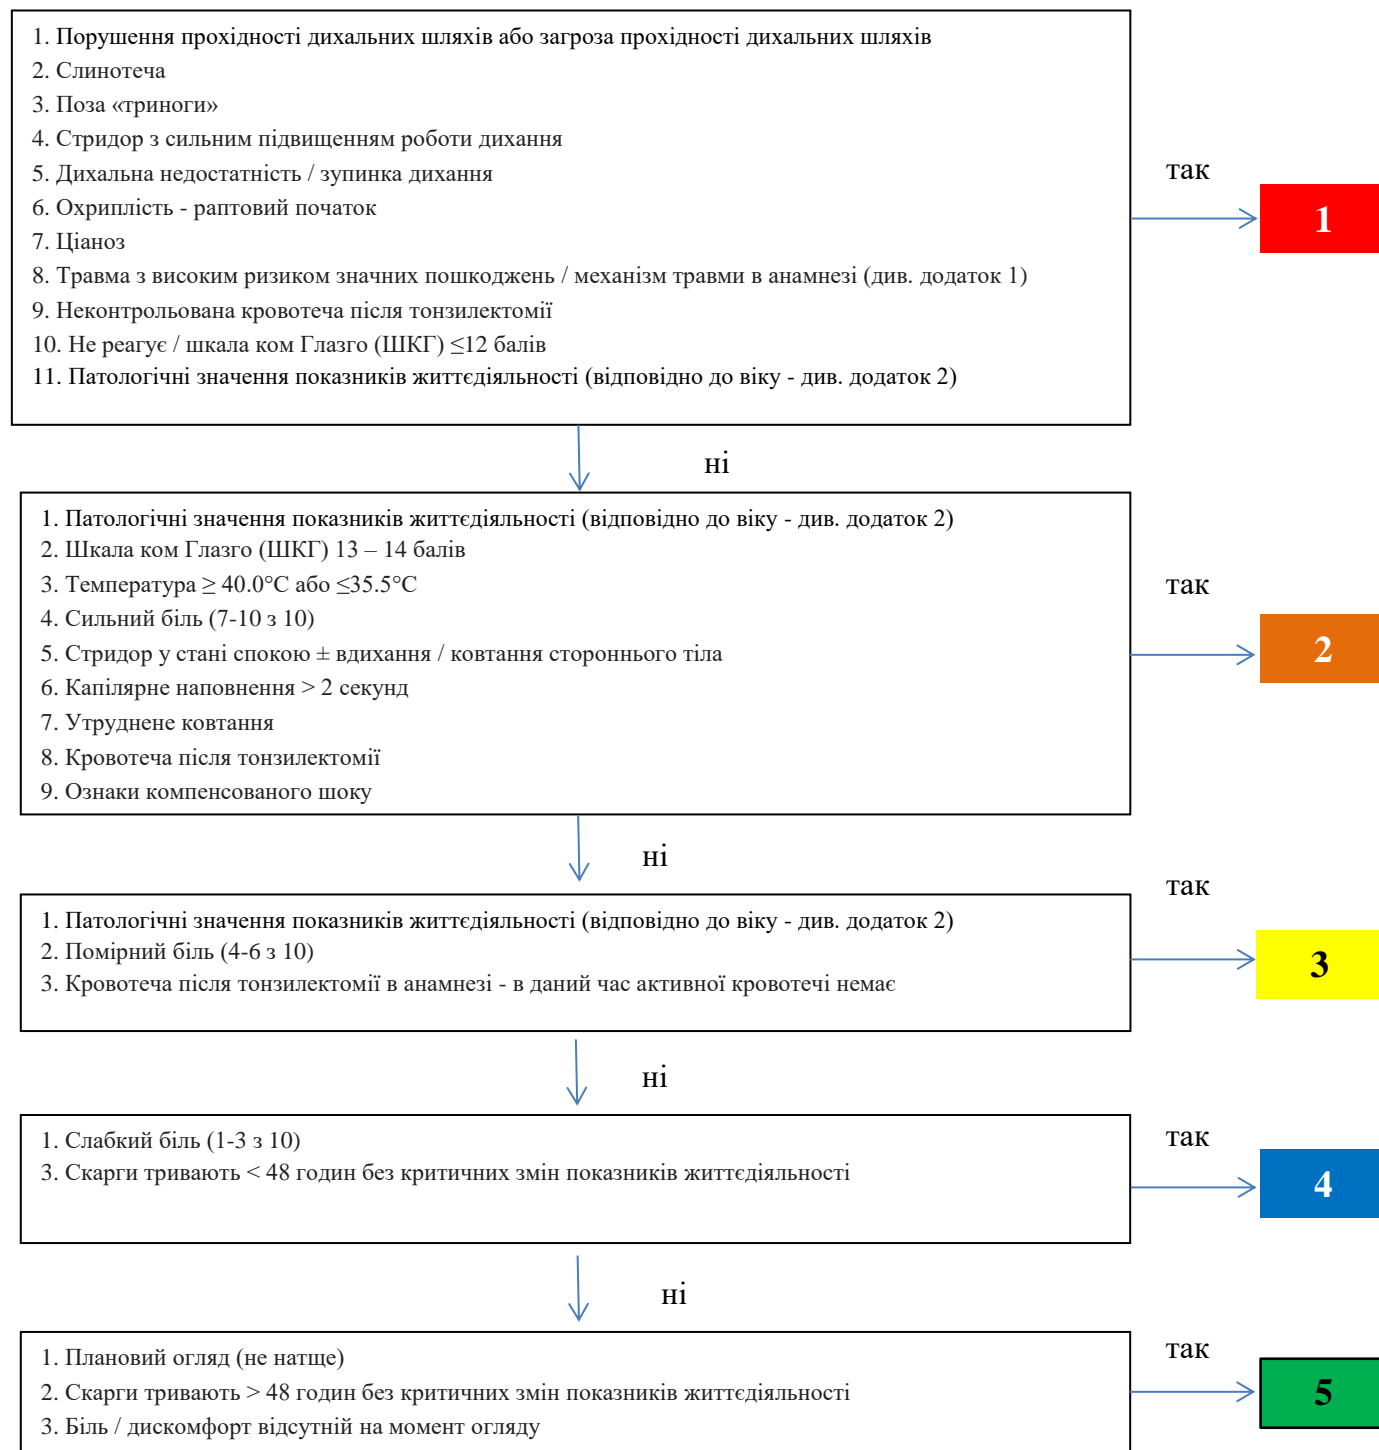 1. Порушення прохідності дихальних шляхів або загроза прохідності дихальних шляхів
2. Слинотеча
3. Поза «триноги»
4. Стридор з сильним підвищенням роботи дихання
5. Дихальна недостатність / зупинка дихання
6. Охриплість - раптовий початок
7. Ціаноз
8. Травма з високим ризиком значних пошкоджень / механізм травми в анамнезі (див. додаток 1)
9. Неконтрольована кровотеча після тонзилектомії
10. Не реагує / шкала ком Глазго (ШКГ) ≤12 балів
11. Патологічні значення показників життєдіяльності (відповідно до віку - див. додаток 2)
так
1
ні
1. Патологічні значення показників життєдіяльності (відповідно до віку - див. додаток 2)
2. Шкала ком Глазго (ШКГ) 13 – 14 балів
3. Температура ≥ 40.0°C або ≤35.5°C
4. Сильний біль (7-10 з 10)
5. Стридор у стані спокою ± вдихання / ковтання стороннього тіла
6. Капілярне наповнення > 2 секунд
7. Утруднене ковтання
8. Кровотеча після тонзилектомії
9. Ознаки компенсованого шоку
так
2
ні
1. Патологічні значення показників життєдіяльності (відповідно до віку - див. додаток 2)
2. Помірний біль (4-6 з 10)
3. Кровотеча після тонзилектомії в анамнезі - в даний час активної кровотечі немає
так
3
ні
1. Слабкий біль (1-3 з 10)
3. Скарги тривають < 48 годин без критичних змін показників життєдіяльності
так
4
ні
1. Плановий огляд (не натще)
2. Скарги тривають > 48 годин без критичних змін показників життєдіяльності
3. Біль / дискомфорт відсутній на момент огляду
так
5